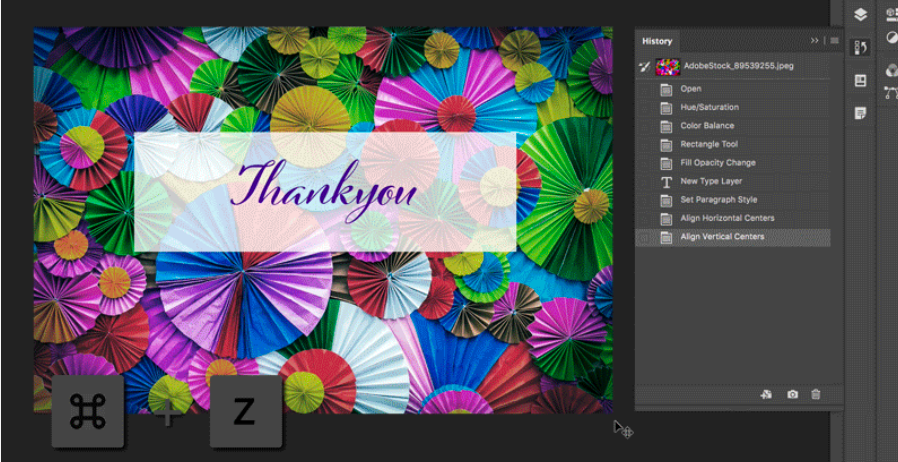 History
AdobeStock_89539255.jpeg
Open
Hue/Saturation
Color Balance
Rectangle Tool
Fill Opacity Change
New Type Layer
Set Paragraph Style
Align Horizontal Centers
Align Vertical Centers
Thankyou
⌘ + Z